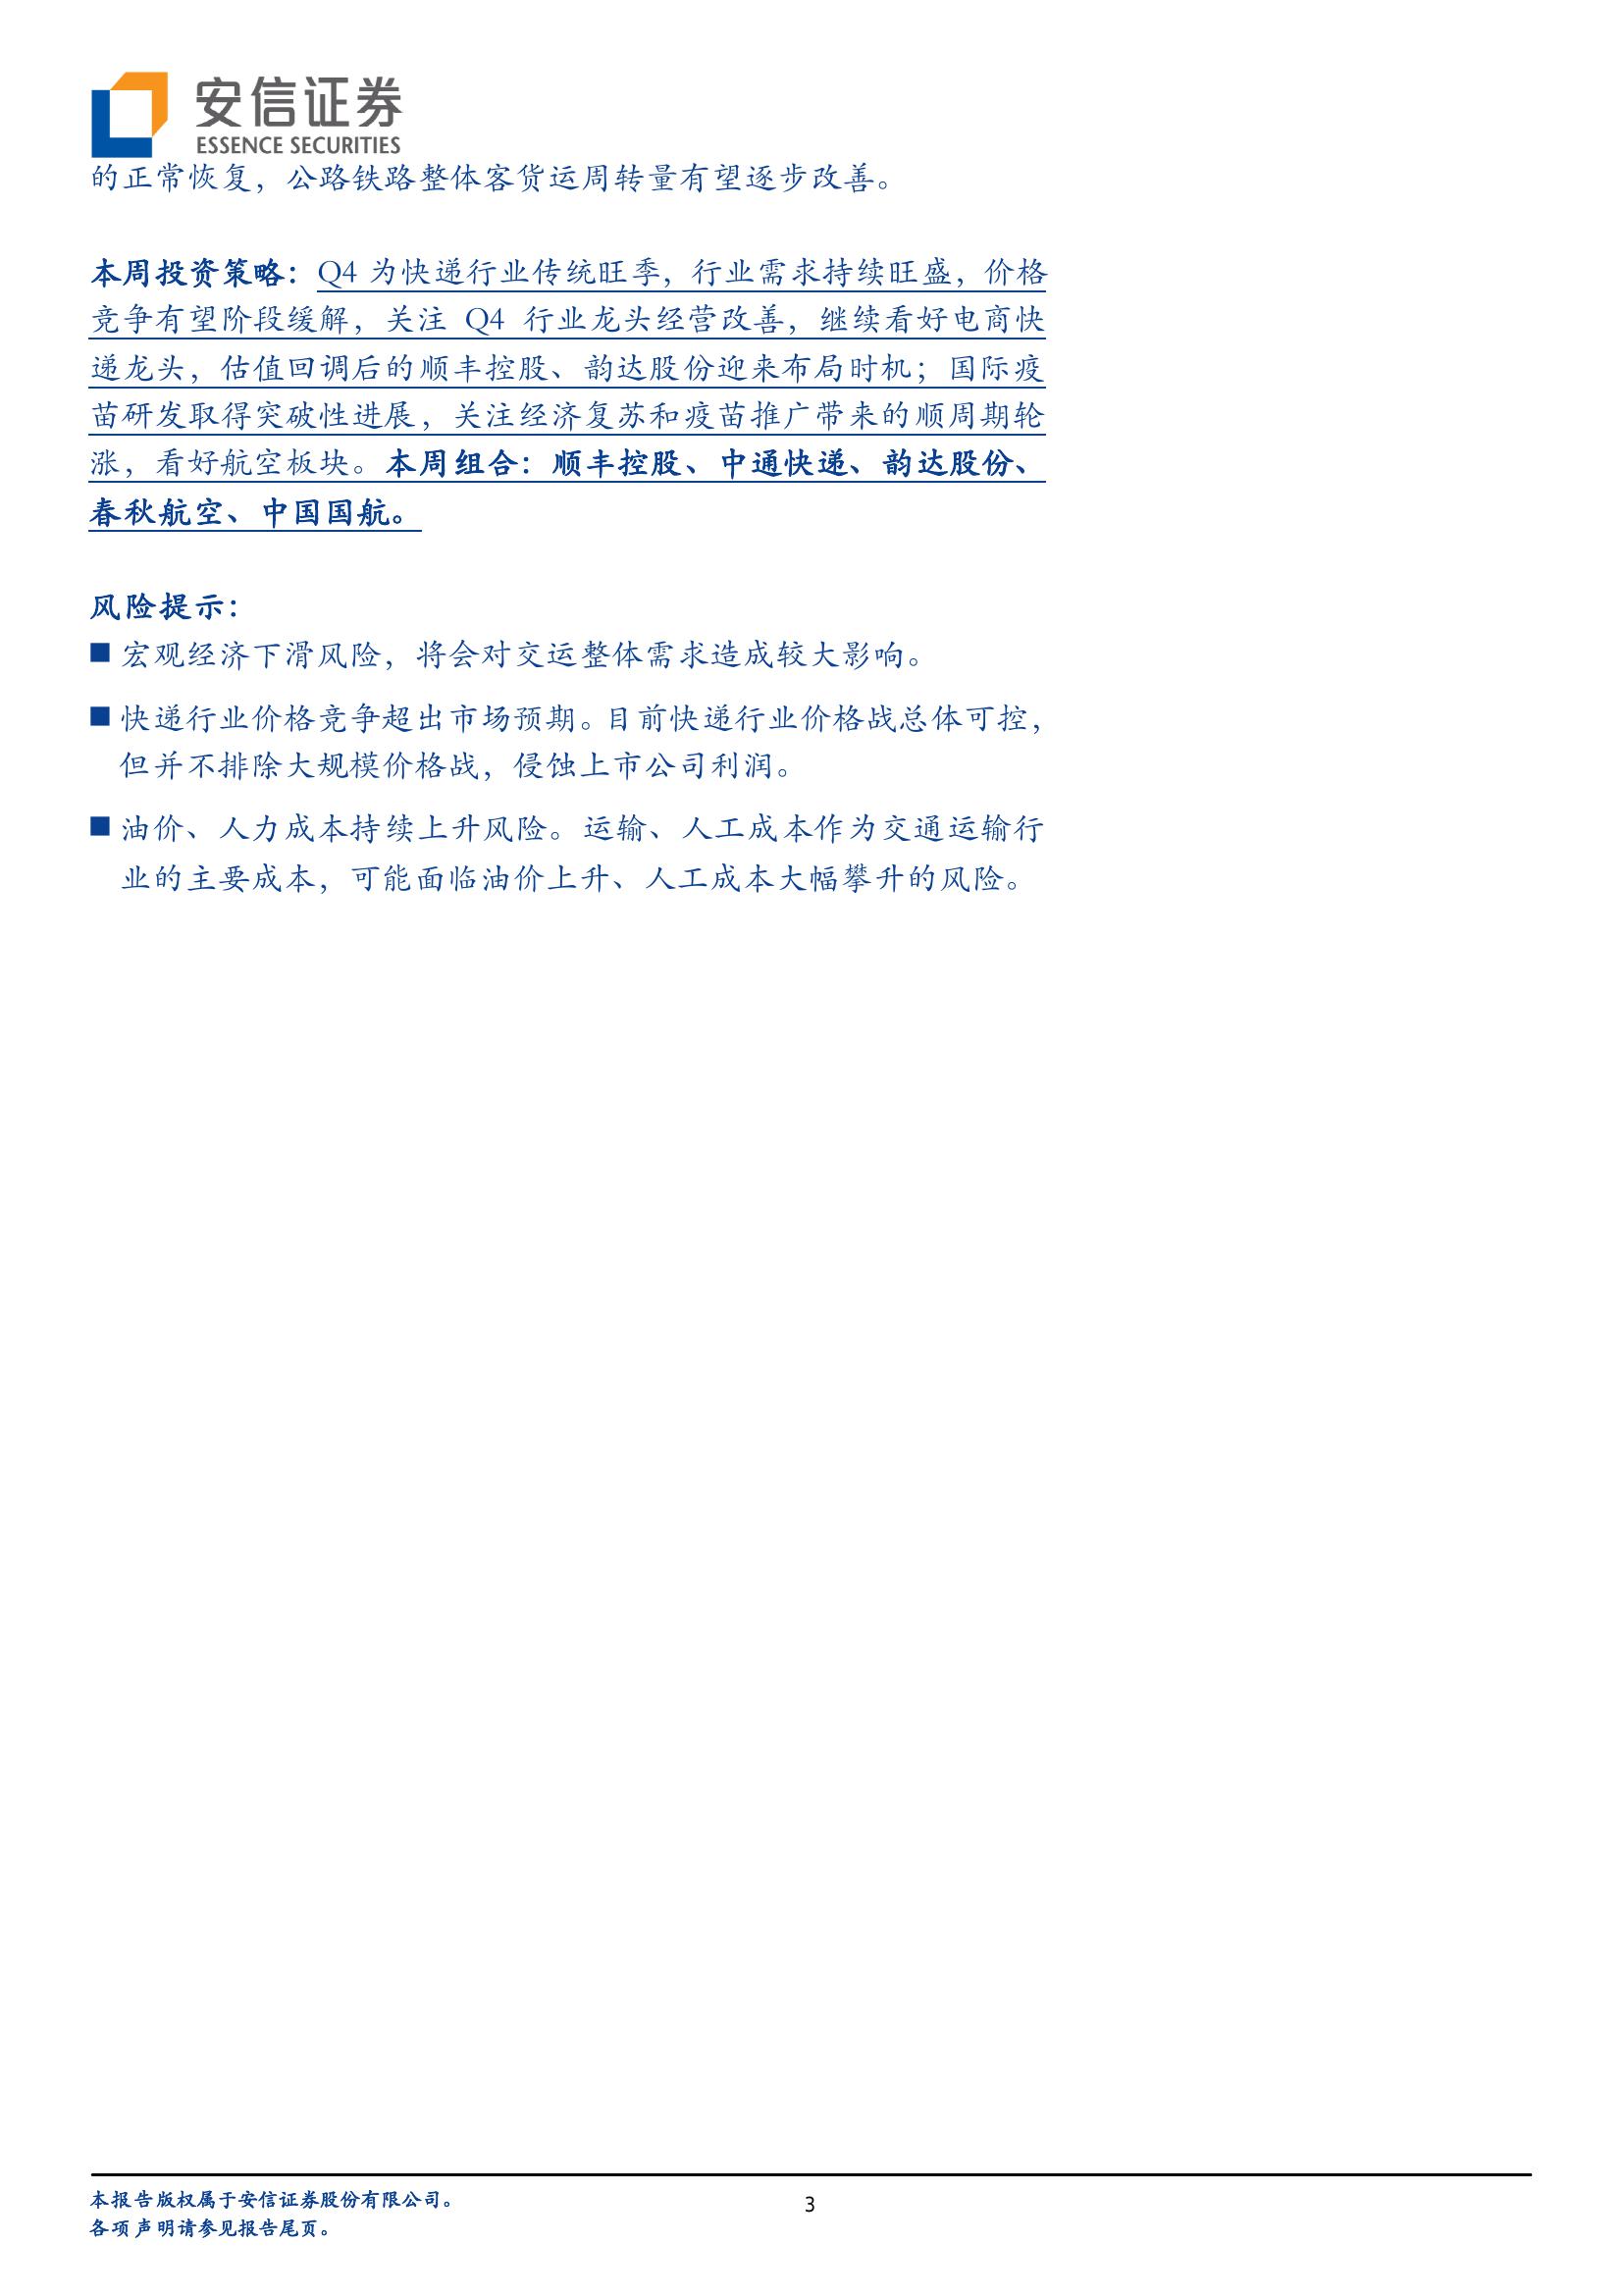 安信证券
ESSENCE SECURITIES
的正常恢复，公路铁路整体客货运周转量有望逐步改善。
本周投资策略：Q4 为快递行业传统旺季，行业需求持续旺盛，价格
竞争有望阶段缓解，关注 Q4 行业龙头经营改善，继续看好电商快
递龙头，估值回调后的顺丰控股、韵达股份迎来布局时机；国际疫
苗研发取得突破性进展，关注经济复苏和疫苗推广带来的顺周期轮
涨，看好航空板块。本周组合：顺丰控股、中通快递、韵达股份、
春秋航空、中国国航。
风险提示：
■ 宏观经济下滑风险，将会对交运整体需求造成较大影响。
■ 快递行业价格竞争超出市场预期。目前快递行业价格战总体可控，
但并不排除大规模价格战，侵蚀上市公司利润。
■ 油价、人力成本持续上升风险。运输、人工成本作为交通运输行
业的主要成本，可能面临油价上升、人工成本大幅攀升的风险。
本报告版权属于安信证券股份有限公司。
3
各项声明请参见报告尾页。